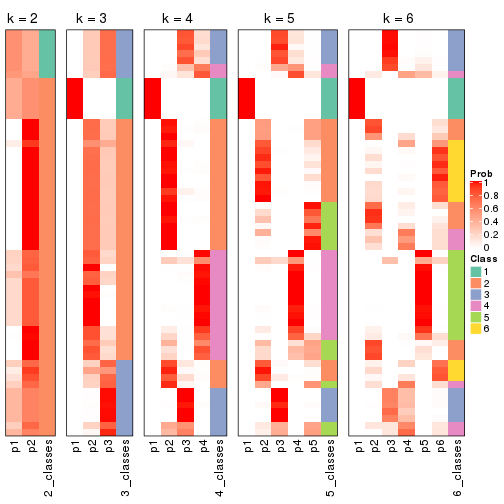 k = 2
k = 3
k = 4
k = 5
k = 6
Prob
1
0.8
0.6
0.4
0.2
0
Class
1
2
3
4
5
6
p1
p2
2_classes
p1
p2
p3
3_classes
p1
p2
p3
p4
4_classes
p1
p2
p3
p4
p5
5_classes
p1
p2
p3
p4
p5
p6
6_classes